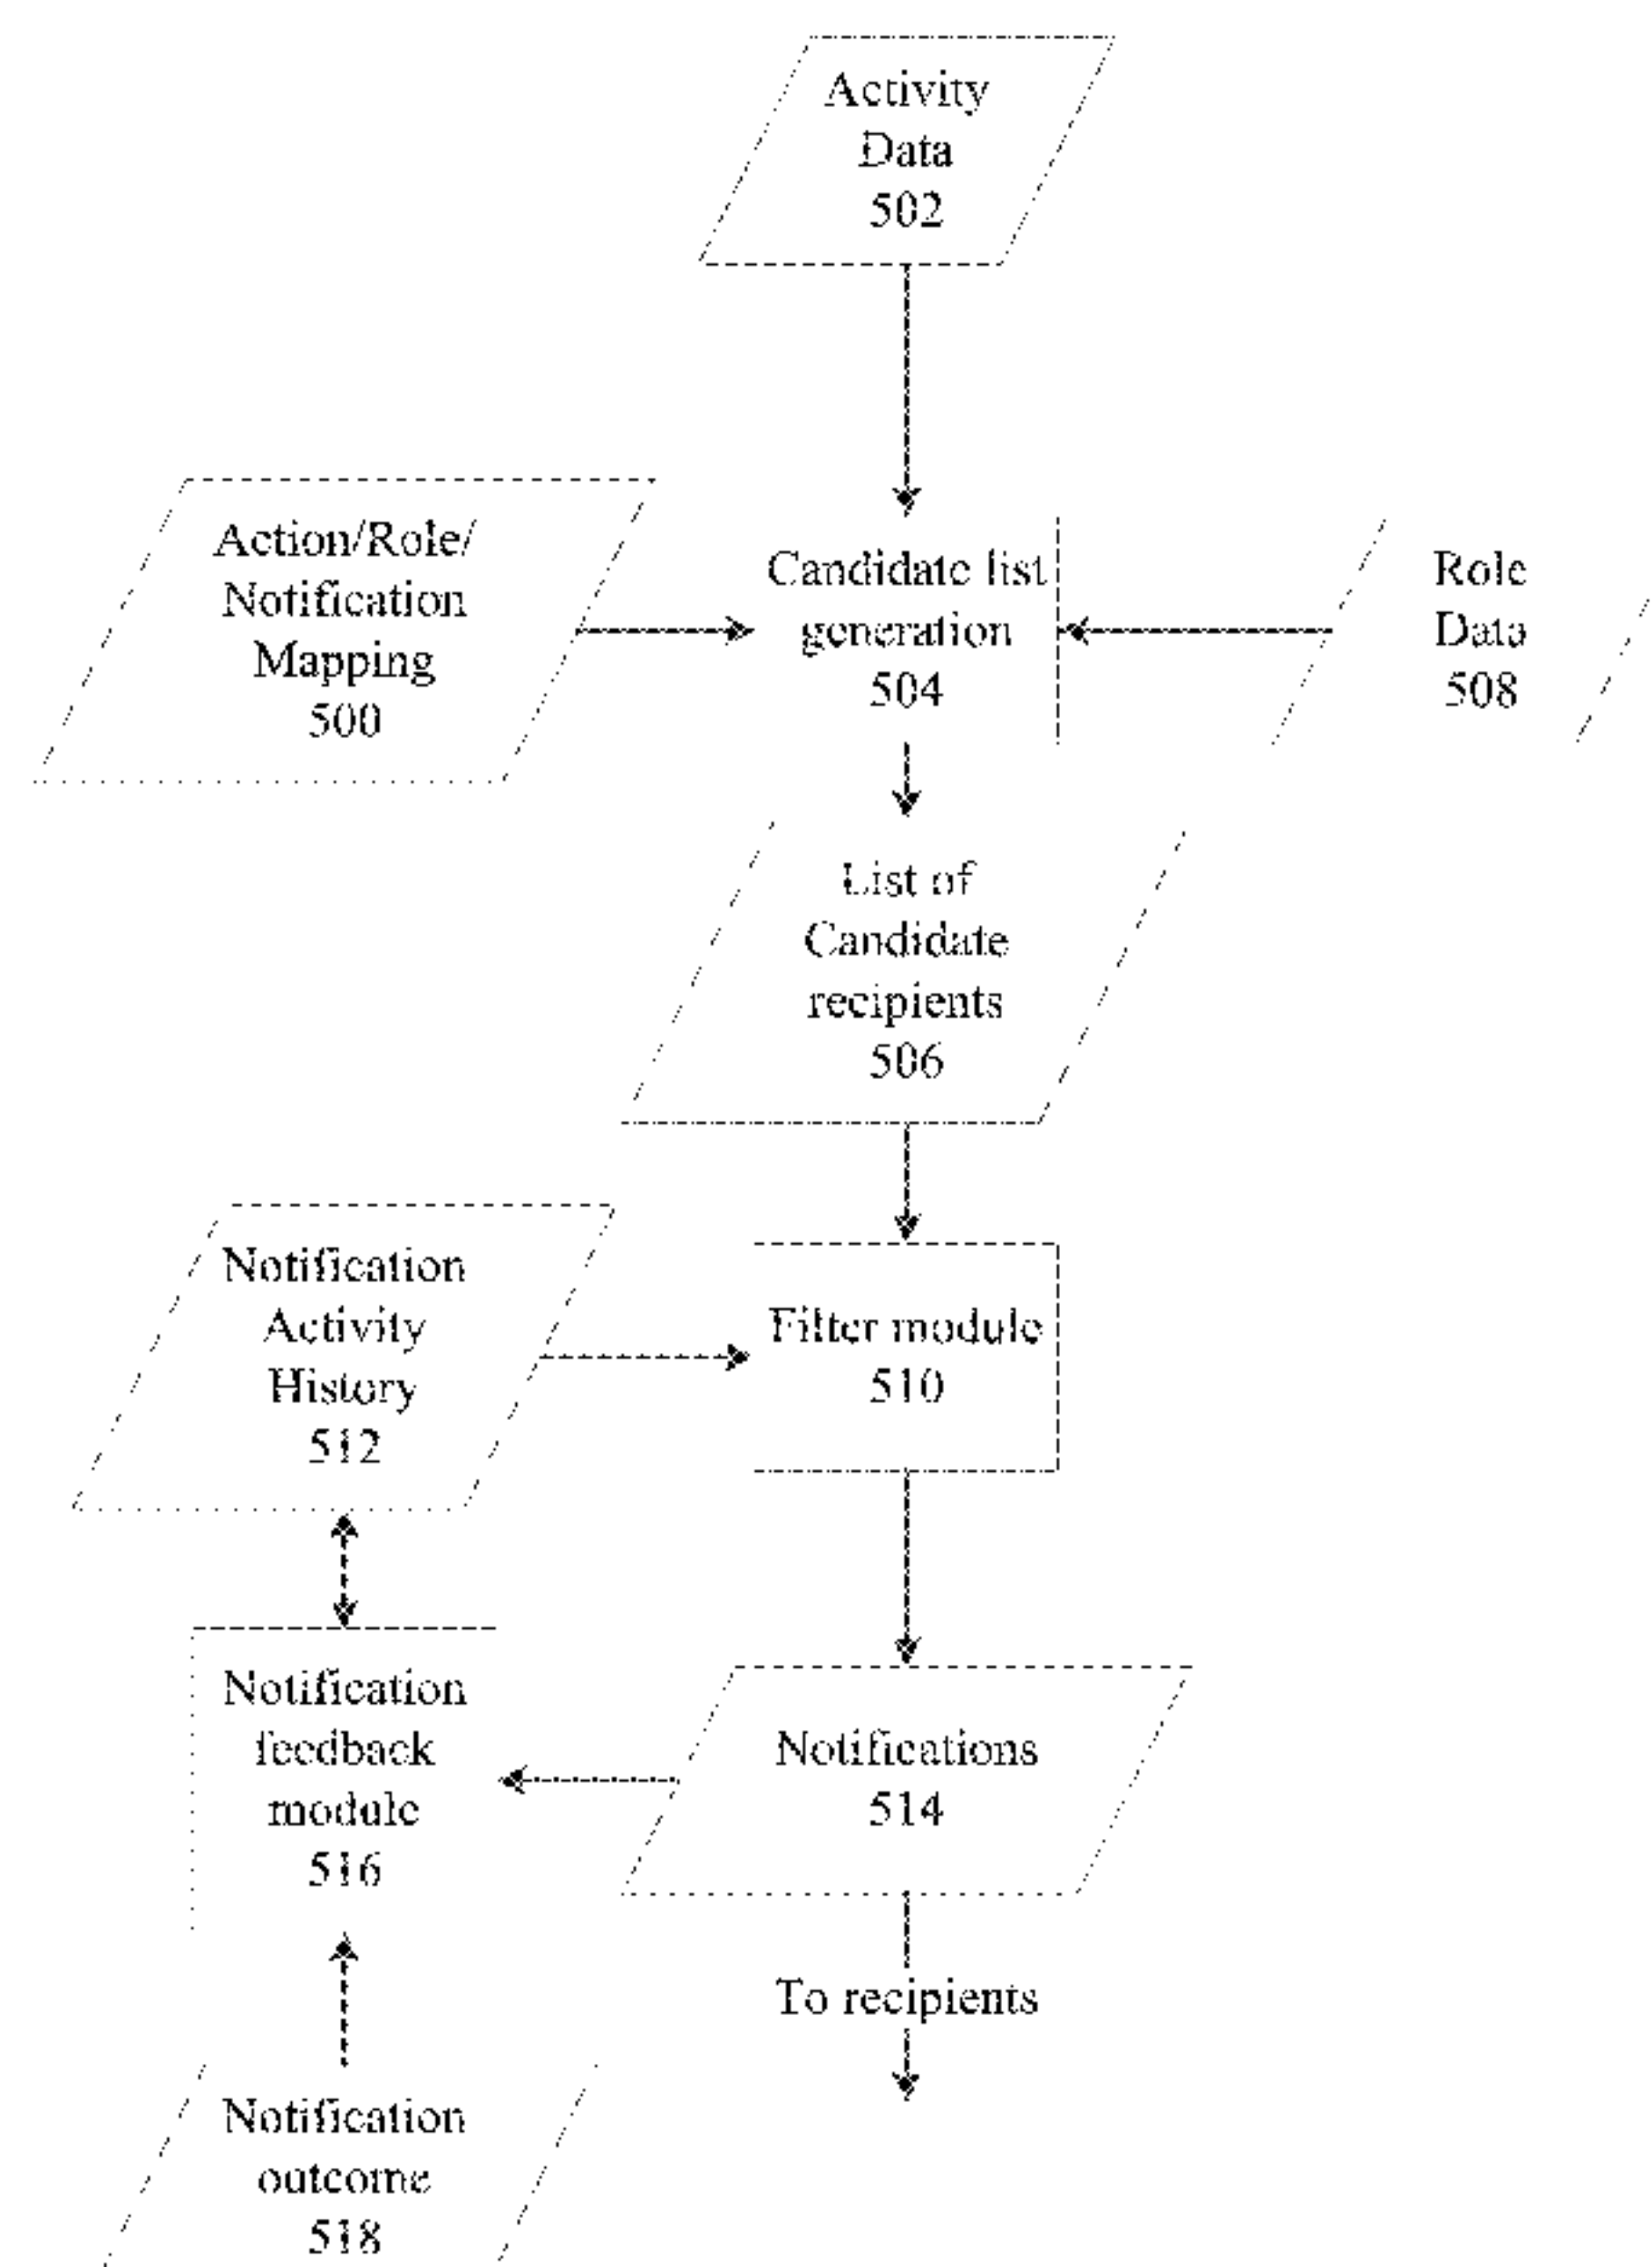 Activity
Data
502
Action/Role/
Notification
Mapping
500
Candidate list
generation
504
Role
Data
508
List of
Candidate
recipients
506
Notification
Activity
History
512
Filter module
510
Notification
feedback
module
516
Notifications
514
To recipients
Notification
outcome
518